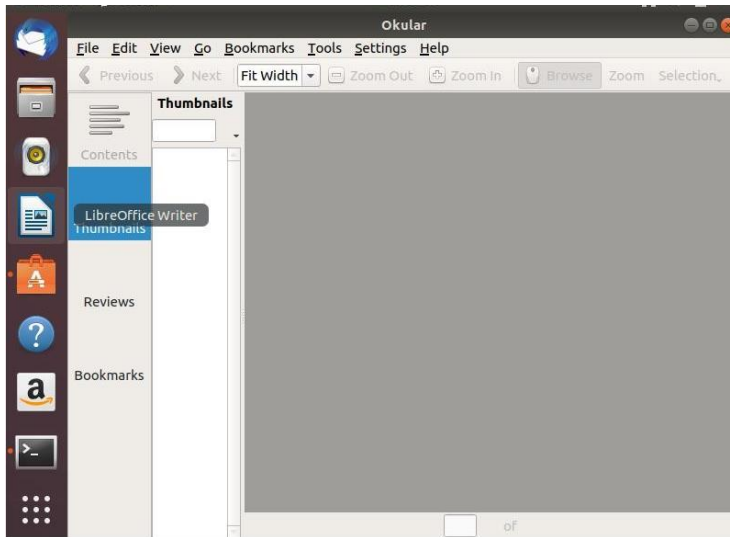 Okular
File Edit View Go Bookmarks Tools Settings Help
Previous Next Fit Width Zoom Out Zoom In Browse Zoom Selection
Thumbnails
Contents
LibreOffice Writer
Thumbnails
Reviews
Bookmarks
of
A
?
a
>_